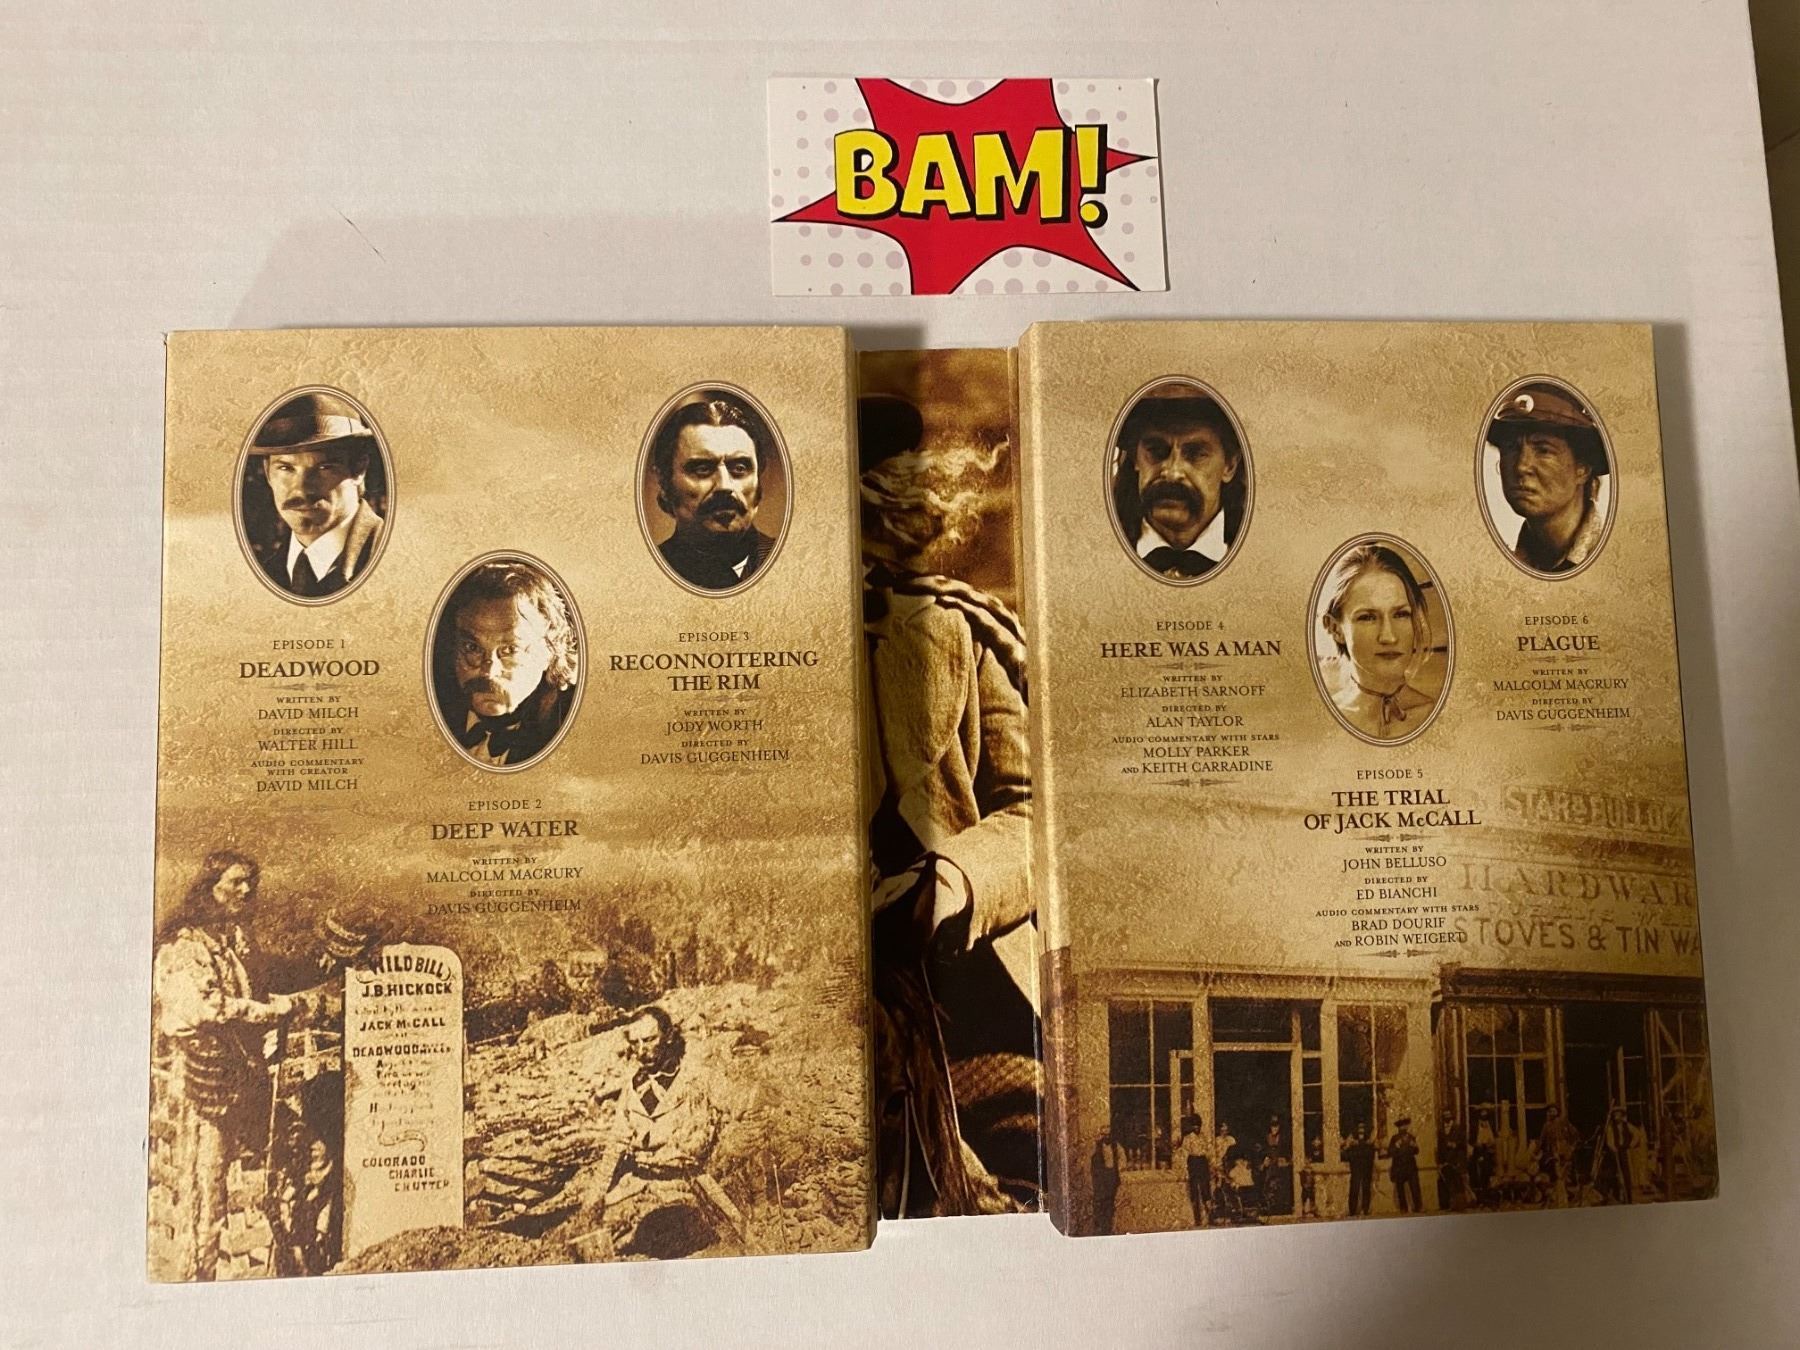 BAM!
EPISODE 1
DEADWOOD
WRITTEN BY
DAVID MILCH
DIRECTED BY
WALTER HILL
AUDIO COMMENTARY
WITH CREATOR
DAVID MILCH
EPISODE 2
DEEP WATER
WRITTEN BY
MALCOLM MACRURY
DIRECTED BY
DAVIS GUGGENHEIM
EPISODE 3
RECONNOITERING
THE RIM
WRITTEN BY
JODY WORTH
DIRECTED BY
DAVIS GUGGENHEIM
WILD BILL
J.B. HICKOCK
JACK McCALL
COLORADO
CHARLIE
EPISODE 4
HERE WAS A MAN
WRITTEN BY
ELIZABETH SARNOFF
DIRECTED BY
ALAN TAYLOR
AUDIO COMMENTARY WITH STARS
MOLLY PARKER
AND KEITH CARRADINE
EPISODE 5
THE TRIAL
OF JACK McCALL
WRITTEN BY
JOHN BELLUSO
DIRECTED BY
ED BIANCHI
AUDIO COMMENTARY WITH STARS
BRAD DOURIF
AND ROBIN WEIGERT
EPISODE 6
PLAGUE
WRITTEN BY
MALCOLM MACRURY
DIRECTED BY
DAVIS GUGGENHEIM
STAR & BULLOC
HARDWAR
STOVES & TIN WA